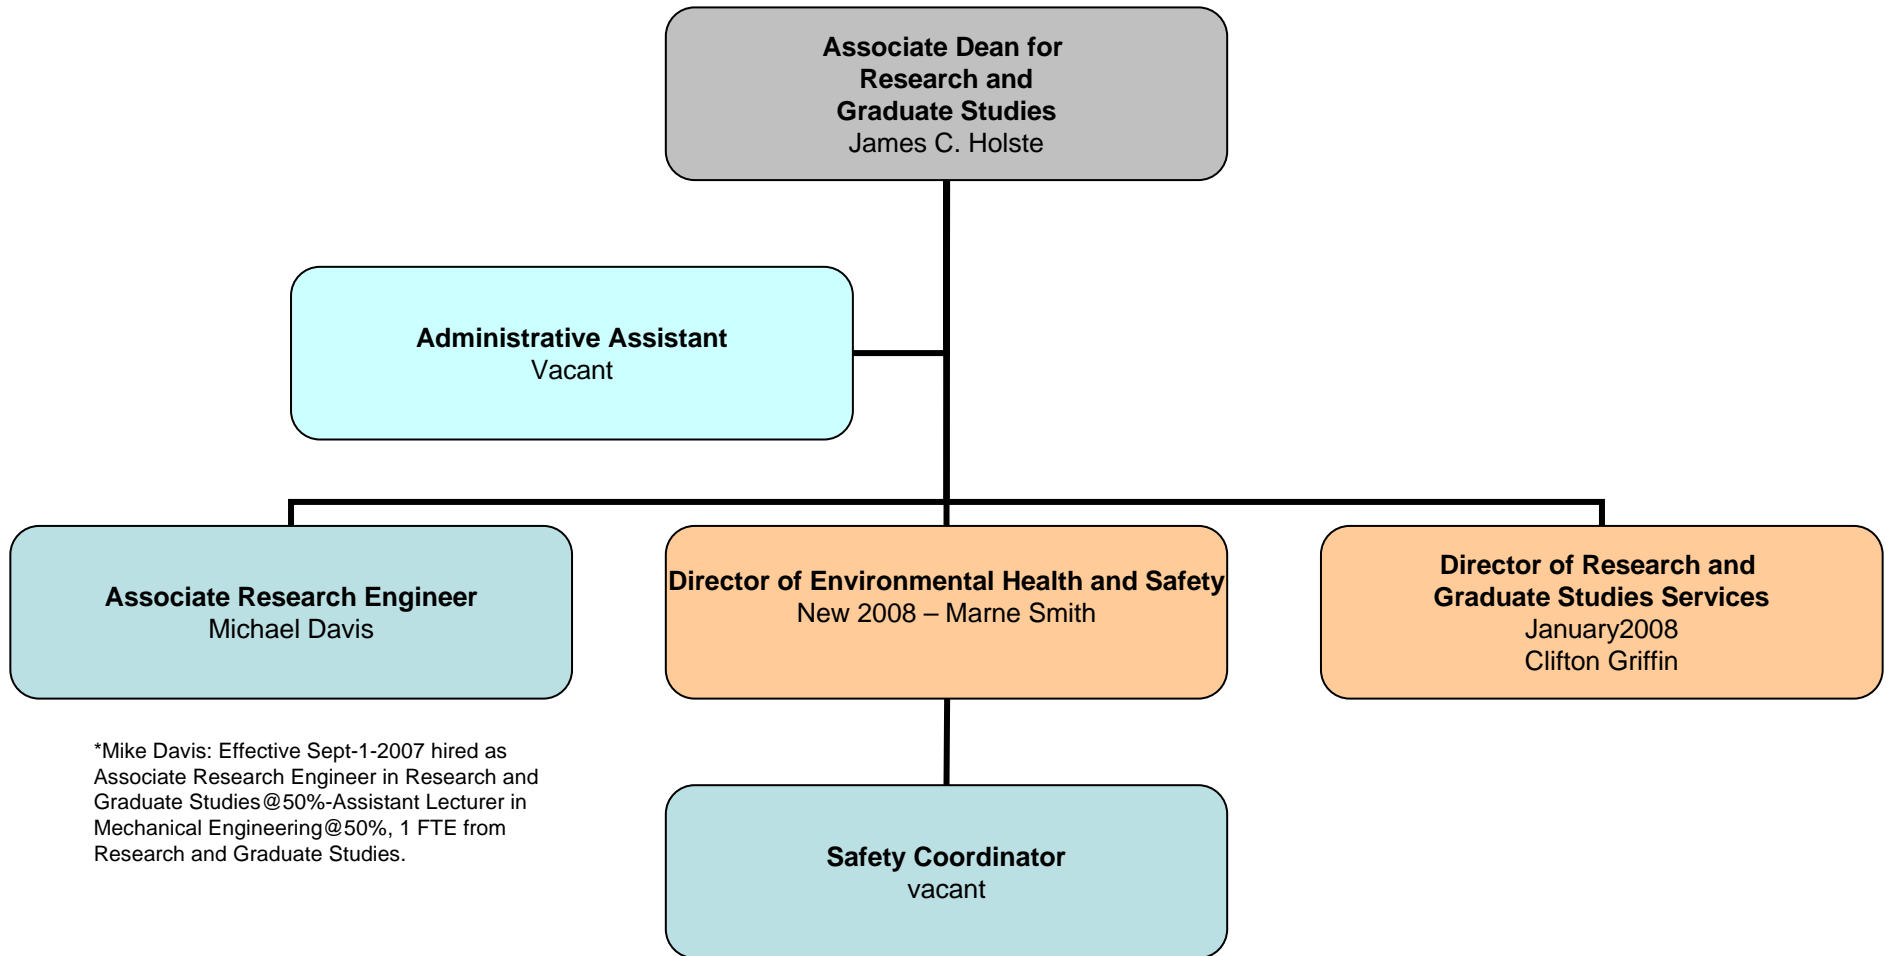 Associate Dean for
Research and
Graduate Studies
James C. Holste
Administrative Assistant
Vacant
Associate Research Engineer
Michael Davis
Director of Environmental Health and Safety
New 2008 – Marne Smith
Director of Research and
Graduate Studies Services
January2008
Clifton Griffin
*Mike Davis: Effective Sept-1-2007 hired as
Associate Research Engineer in Research and
Graduate Studies@50%-Assistant Lecturer in
Mechanical Engineering@50%, 1 FTE from
Research and Graduate Studies.
Safety Coordinator
vacant